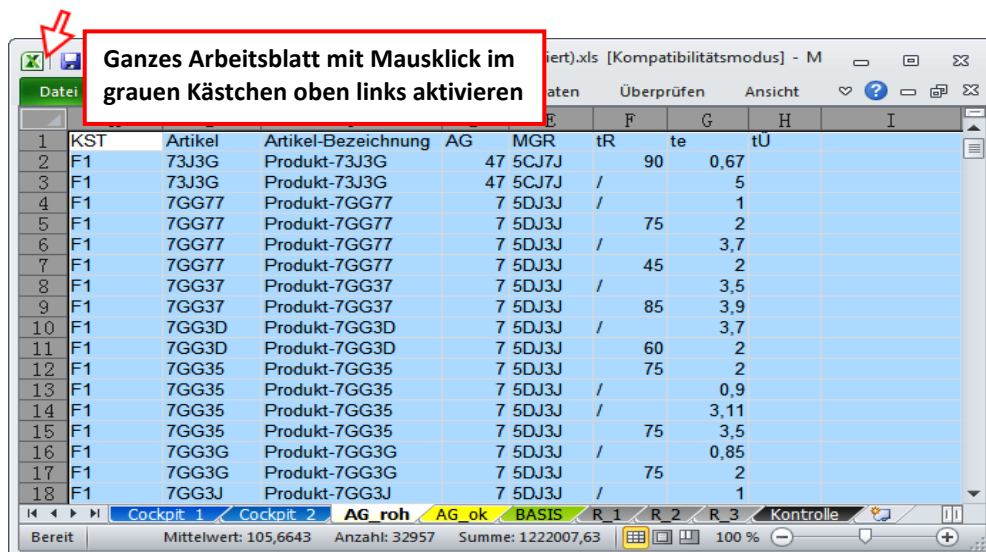 Ganzes Arbeitsblatt mit Mausklick im
grauen Kästchen oben links aktivieren
iert).xls [Kompatibilitätsmodus] - M
Datei aten Überprüfen Ansicht
E F G H I
1 KST Artikel Artikel-Bezeichnung AG MGR tR te tÜ
2 F1 73J3G Produkt-73J3G 47 5CJ7J 90 0,67
3 F1 73J3G Produkt-73J3G 47 5CJ7J / 5
4 F1 7GG77 Produkt-7GG77 7 5DJ3J / 1
5 F1 7GG77 Produkt-7GG77 7 5DJ3J 75 2
6 F1 7GG77 Produkt-7GG77 7 5DJ3J / 3,7
7 F1 7GG77 Produkt-7GG77 7 5DJ3J 45 2
8 F1 7GG37 Produkt-7GG37 7 5DJ3J / 3,5
9 F1 7GG37 Produkt-7GG37 7 5DJ3J 85 3,9
10 F1 7GG3D Produkt-7GG3D 7 5DJ3J / 3,7
11 F1 7GG3D Produkt-7GG3D 7 5DJ3J 60 2
12 F1 7GG35 Produkt-7GG35 7 5DJ3J 75 2
13 F1 7GG35 Produkt-7GG35 7 5DJ3J / 0,9
14 F1 7GG35 Produkt-7GG35 7 5DJ3J / 3,11
15 F1 7GG35 Produkt-7GG35 7 5DJ3J 75 3,5
16 F1 7GG3G Produkt-7GG3G 7 5DJ3J / 0,85
17 F1 7GG3G Produkt-7GG3G 7 5DJ3J 75 2
18 F1 7GG3J Produkt-7GG3J 7 5DJ3J / 1
Cockpit 1 Cockpit 2 AG_roh AG_ok BASIS R_1 R_2 R_3 Kontrolle
Bereit Mittelwert: 105,6643 Anzahl: 32957 Summe: 1222007,63 100 %